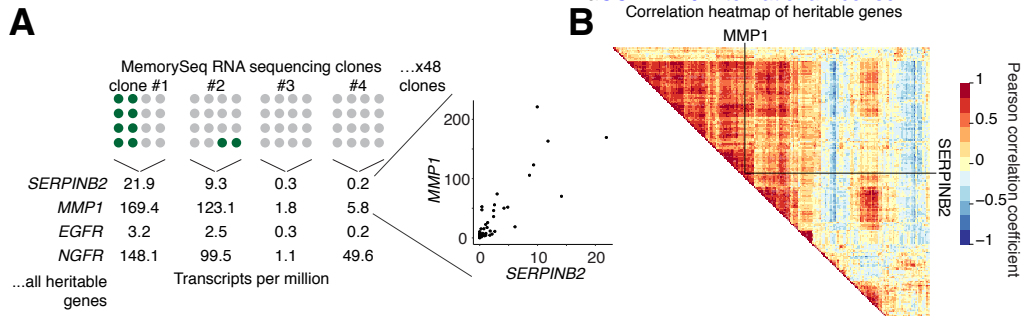 A
MemorySeq RNA sequencing clones
clone #1 #2 #3 #4
...x48
clones
SERPINB2 21.9 9.3 0.3 0.2
MMP1 169.4 123.1 1.8 5.8
EGFR 3.2 2.5 0.3 0.2
NGFR 148.1 99.5 1.1 49.6
...all heritable
genes
Transcripts per million
MMP1
200
100
0
0 10 20
SERPINB2
B
Correlation heatmap of heritable genes
MMP1
SERPINB2
1
0.5
0
−0.5
−1
Pearson correlation coefficient